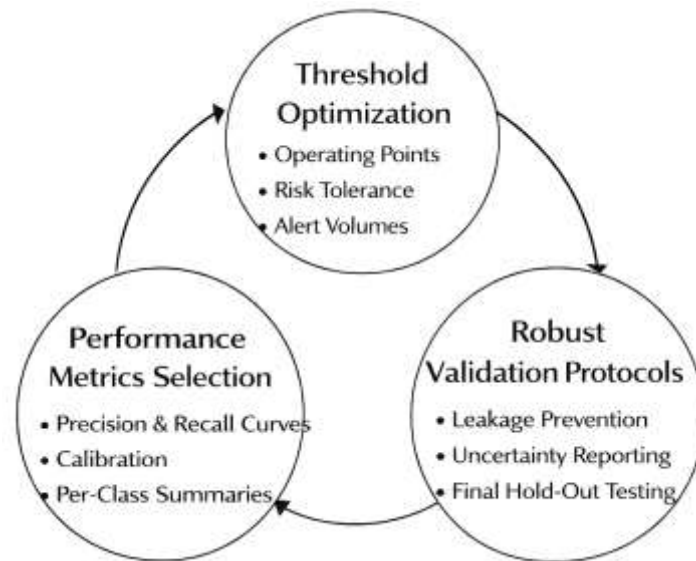 Threshold
Optimization
• Operating Points
• Risk Tolerance
• Alert Volumes
Performance
Metrics Selection
• Precision & Recall Curves
• Calibration
• Per-Class Summaries
Robust
Validation Protocols
• Leakage Prevention
• Uncertainty Reporting
• Final Hold-Out Testing